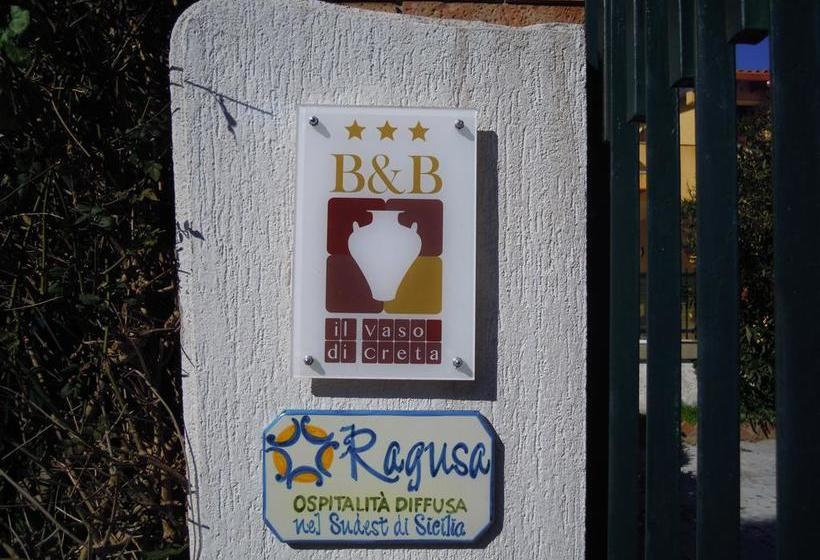 B&B
il Vaso
di Creta
Ragusa
OSPITALITÀ DIFFUSA
nel Sudest di Sicilia